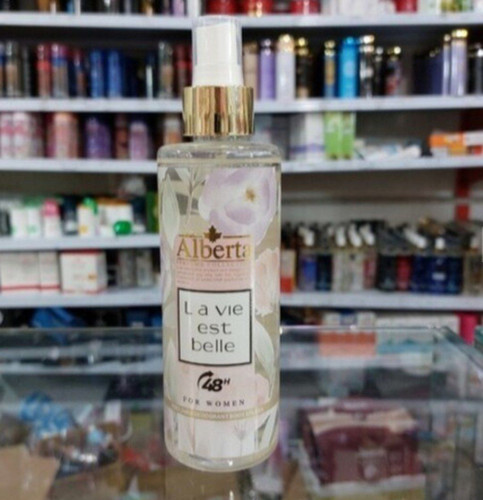 Alberta
La vie
est
belle
48H
FOR WOMEN